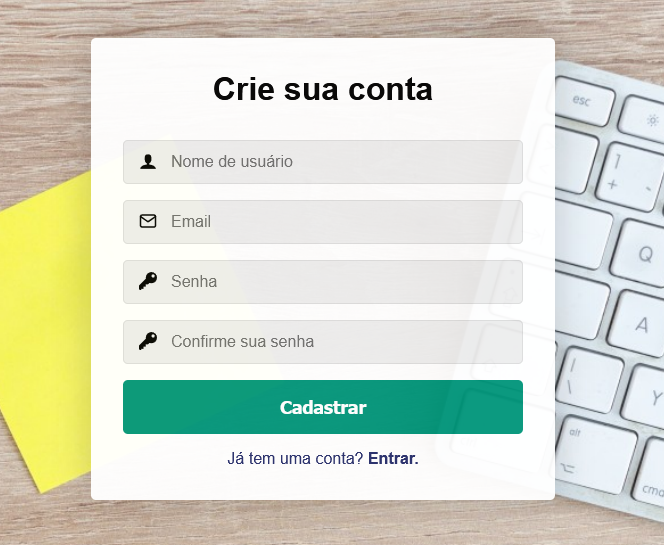 Crie sua conta
Nome de usuário
Email
Senha
Confirme sua senha
Cadastrar
Já tem uma conta? Entrar.
esc
1
+ -
Q
A
|
\
Y
alt
cmd